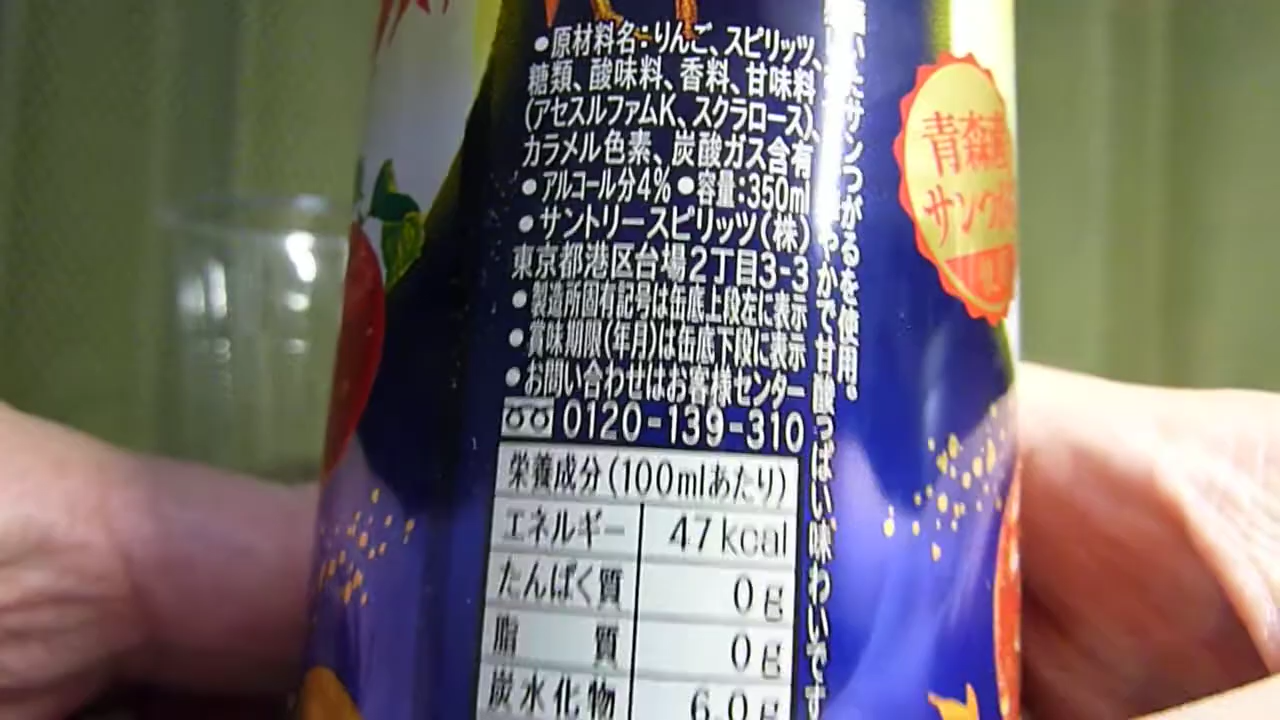 ●原材料名：りんご、スピリッツ、
糖類、酸味料、香料、甘味料
(アセスルファムK、スクラロース)、
カラメル色素、炭酸ガス含有
●アルコール分4% ●容量：350ml
●サントリースピリッツ(株)
東京都港区台場2丁目3-3
●製造所固有記号は缶底上段左に表示
●賞味期限(年月)は缶底下段に表示
●お問い合わせはお客様センター
0120-139-310
栄養成分(100mlあたり)
エネルギー 47kcal
たんぱく質 0g
脂質 0g
炭水化物 6.0g
たサンつがるを使用。
やかで甘酸っぱい味わいです
青森産
サンつがる